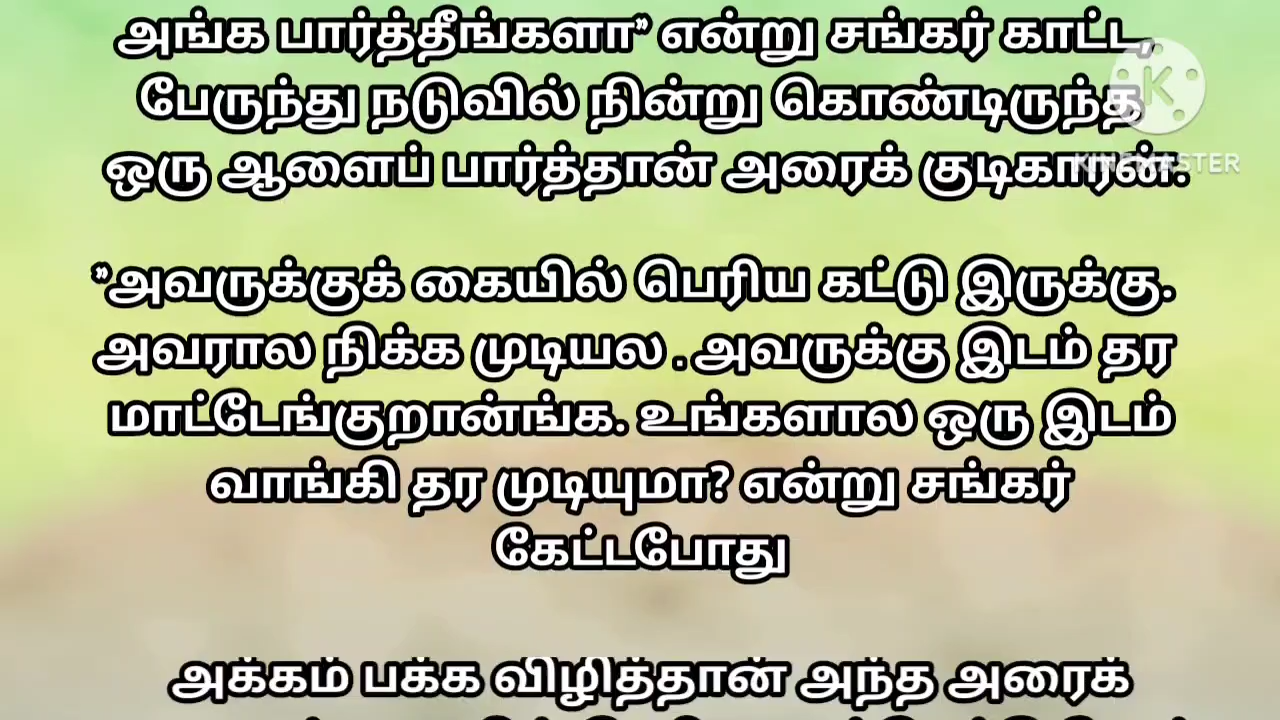 அங்க பார்த்தீங்களா" என்று சங்கர் காட்ட,
பேருந்து நடுவில் நின்று கொண்டிருந்த
ஒரு ஆளைப் பார்த்தான் அரைக் குடிகாரன்.
"அவருக்குக் கையில் பெரிய கட்டு இருக்கு.
அவரால நிக்க முடியல . அவருக்கு இடம் தர
மாட்டேங்குறான்ங்க. உங்களால ஒரு இடம்
வாங்கி தர முடியுமா? என்று சங்கர்
கேட்டபோது
அக்கம் பக்க விழித்தான் அந்த அரைக்
KINEMASTER